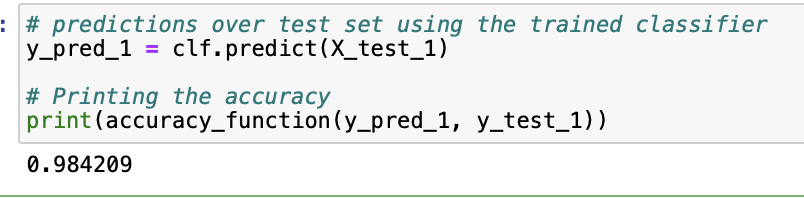 :
# predictions over test set using the trained classifier
y_pred_1 = clf.predict(X_test_1)
# Printing the accuracy
print(accuracy_function(y_pred_1, y_test_1))
0.984209